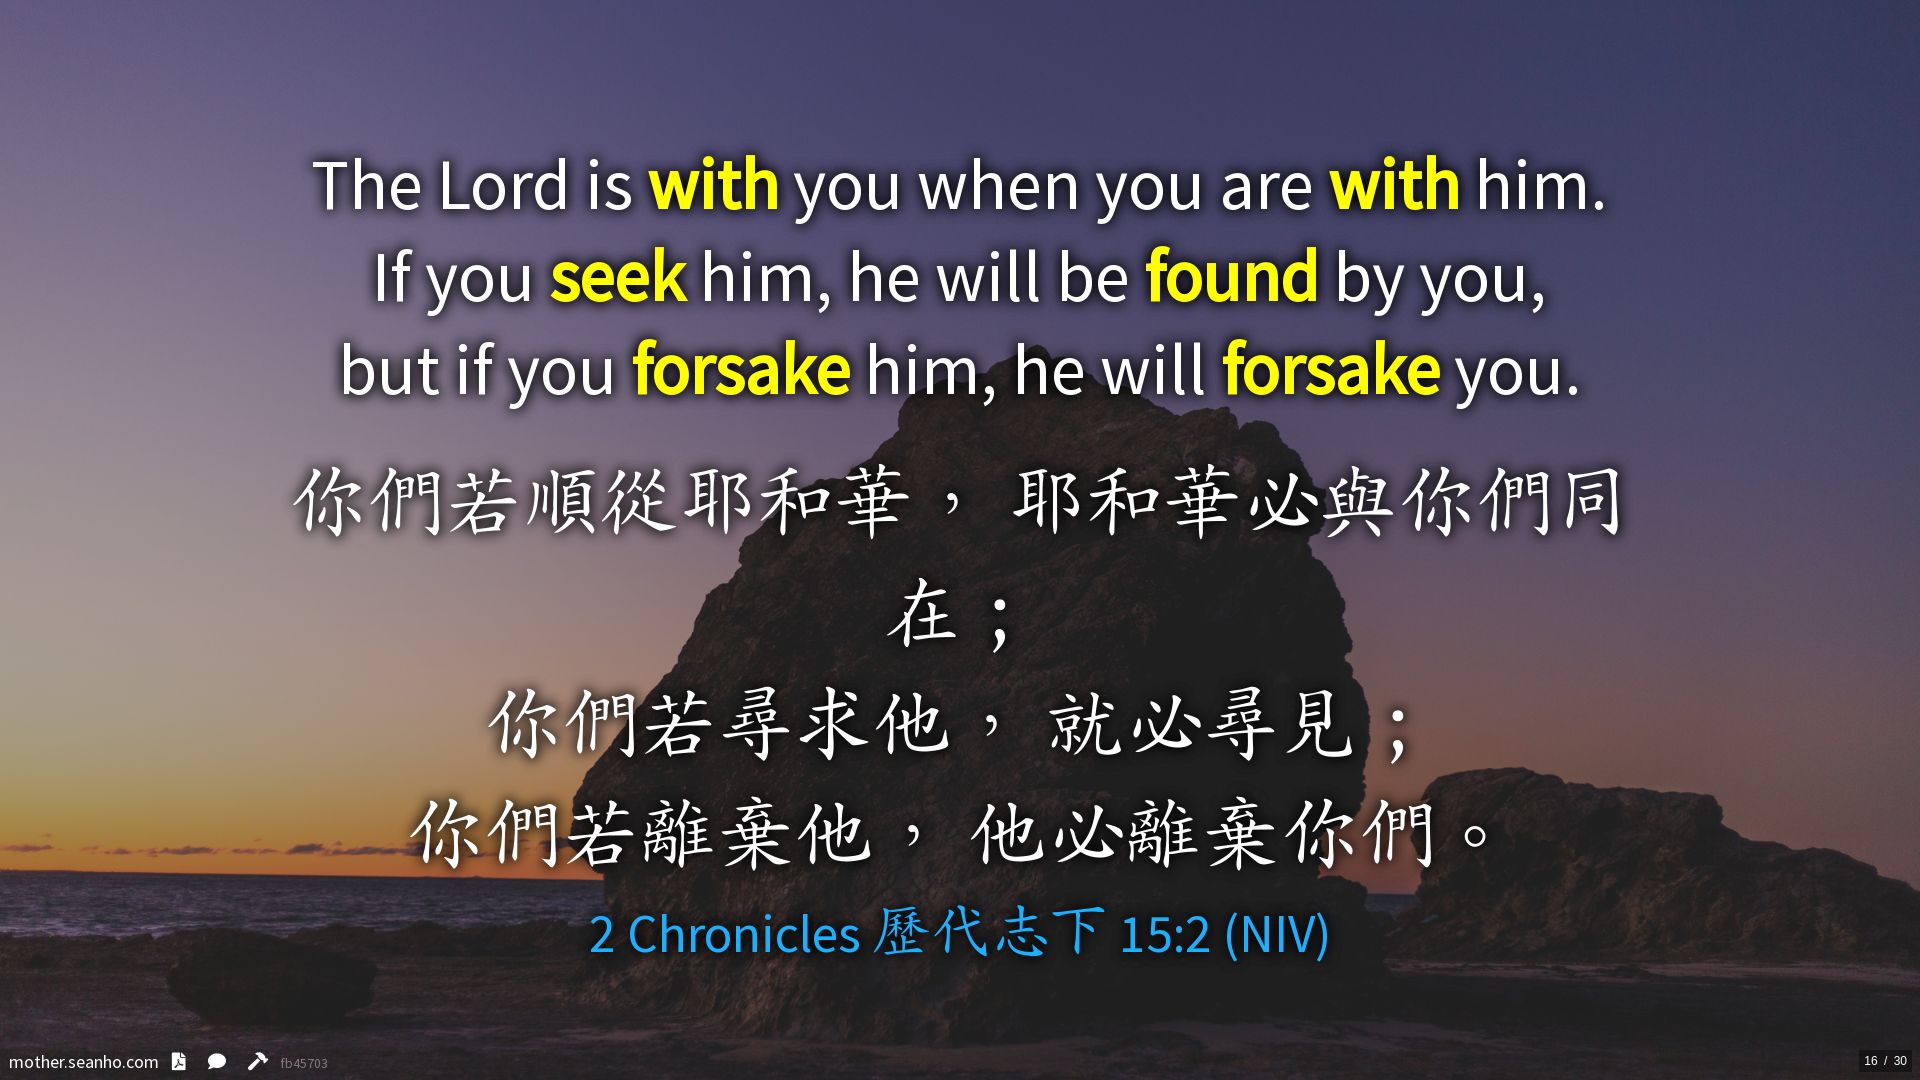 The Lord is with you when you are with him.
If you seek him, he will be found by you,
but if you forsake him, he will forsake you.
你們若順從耶和華， 耶和華必與你們同
在；
你們若尋求他， 就必尋見；
你們若離棄他， 他必離棄你們。
2 Chronicles 歷代志下 15:2 (NIV)
mother.seanho.com fb45703
16 / 30